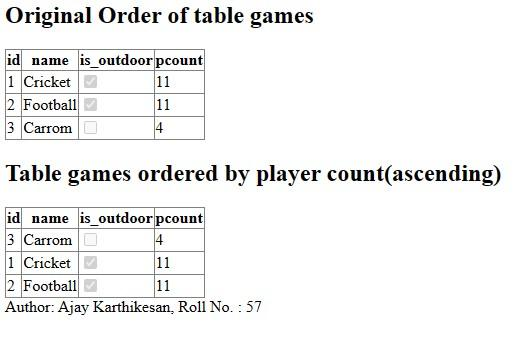 Original Order of table games
id name is_outdoor pcount
1 Cricket 11
2 Football 11
3 Carrom 4
Table games ordered by player count(ascending)
id name is_outdoor pcount
3 Carrom 4
1 Cricket 11
2 Football 11
Author: Ajay Karthikesan, Roll No. : 57